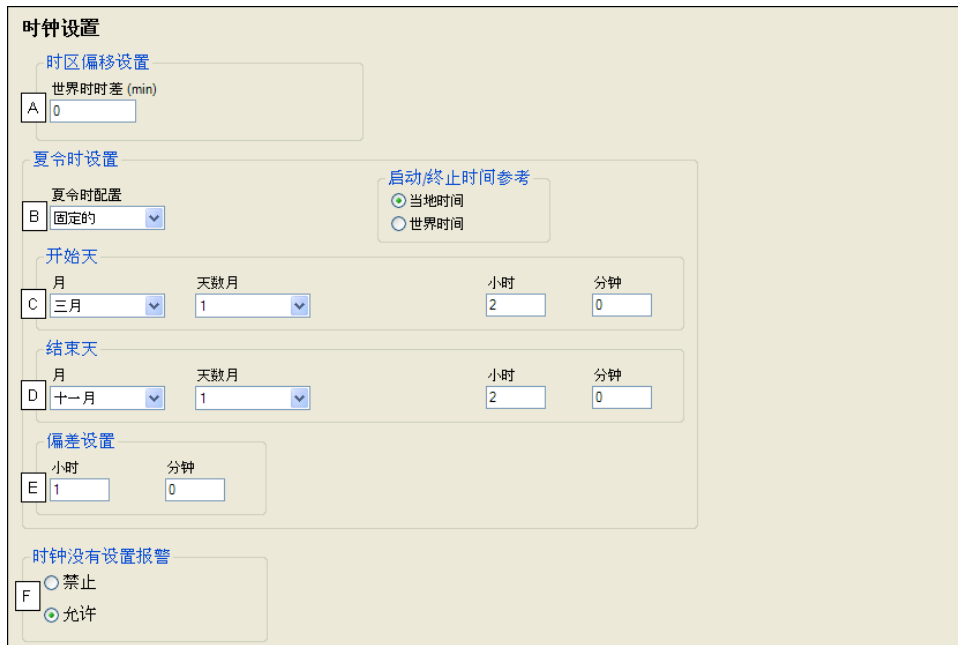 时钟设置
时区偏移设置
世界时时差 (min)
A
0
夏令时设置
夏令时配置
B
固定的
启动/终止时间参考
当地时间
世界时间
开始天
月 天数月 小时 分钟
C
三月 1 2 0
结束天
月 天数月 小时 分钟
D
十一月 1 2 0
偏差设置
小时 分钟
E
1 0
时钟没有设置报警
禁止
F
允许